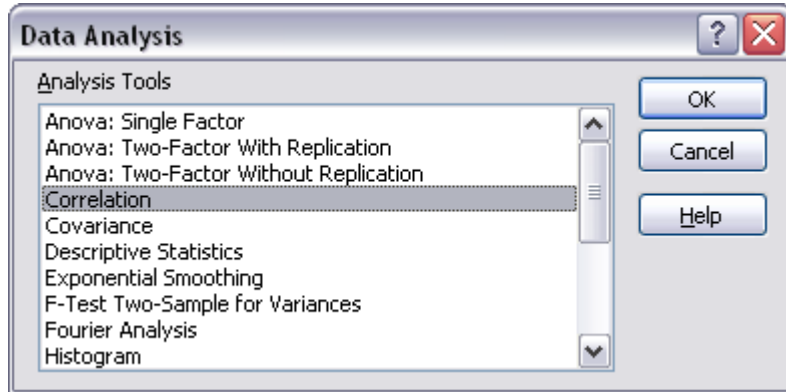 Data Analysis
?
Analysis Tools
Anova: Single Factor
Anova: Two-Factor With Replication
Anova: Two-Factor Without Replication
Correlation
Covariance
Descriptive Statistics
Exponential Smoothing
F-Test Two-Sample for Variances
Fourier Analysis
Histogram
OK
Cancel
Help